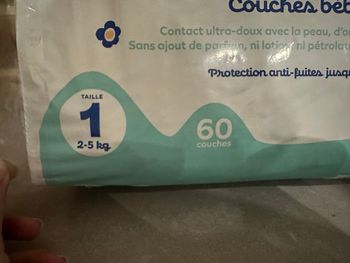 Couches béb
Contact ultra-doux avec la peau, d'o
Sans ajout de parfum, ni lotion, ni pétrolat
Protection anti-fuites jusq
TAILLE
1
2-5 kg
60
couches